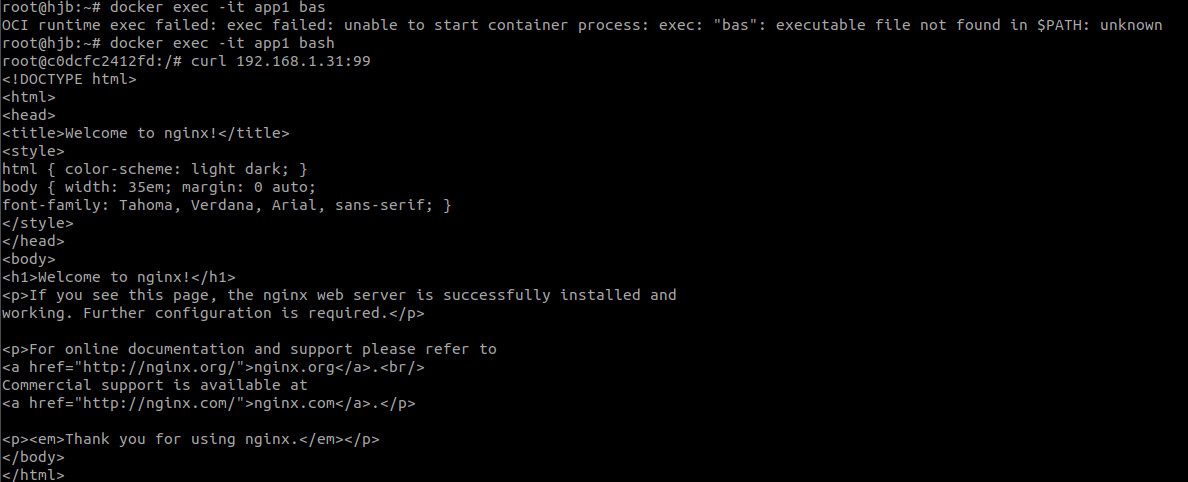 root@hjb:~# docker exec -it app1 bas
OCI runtime exec failed: exec failed: unable to start container process: exec: "bas": executable file not found in $PATH: unknown
root@hjb:~# docker exec -it app1 bash
root@c0dcfc2412fd:/# curl 192.168.1.31:99
<!DOCTYPE html>
<html>
<head>
<title>Welcome to nginx!</title>
<style>
html { color-scheme: light dark; }
body { width: 35em; margin: 0 auto;
font-family: Tahoma, Verdana, Arial, sans-serif; }
</style>
</head>
<body>
<h1>Welcome to nginx!</h1>
<p>If you see this page, the nginx web server is successfully installed and
working. Further configuration is required.</p>

<p>For online documentation and support please refer to
<a href="http://nginx.org/">nginx.org</a>.<br/>
Commercial support is available at
<a href="http://nginx.com/">nginx.com</a>.</p>

<p><em>Thank you for using nginx.</em></p>
</body>
</html>